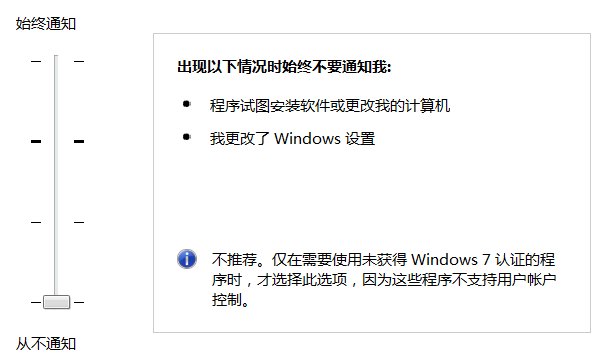 始终通知
出现以下情况时始终不要通知我:
程序试图安装软件或更改我的计算机
我更改了 Windows 设置
不推荐。仅在需要使用未获得 Windows 7 认证的程
序时，才选择此选项，因为这些程序不支持用户帐户
控制。
从不通知